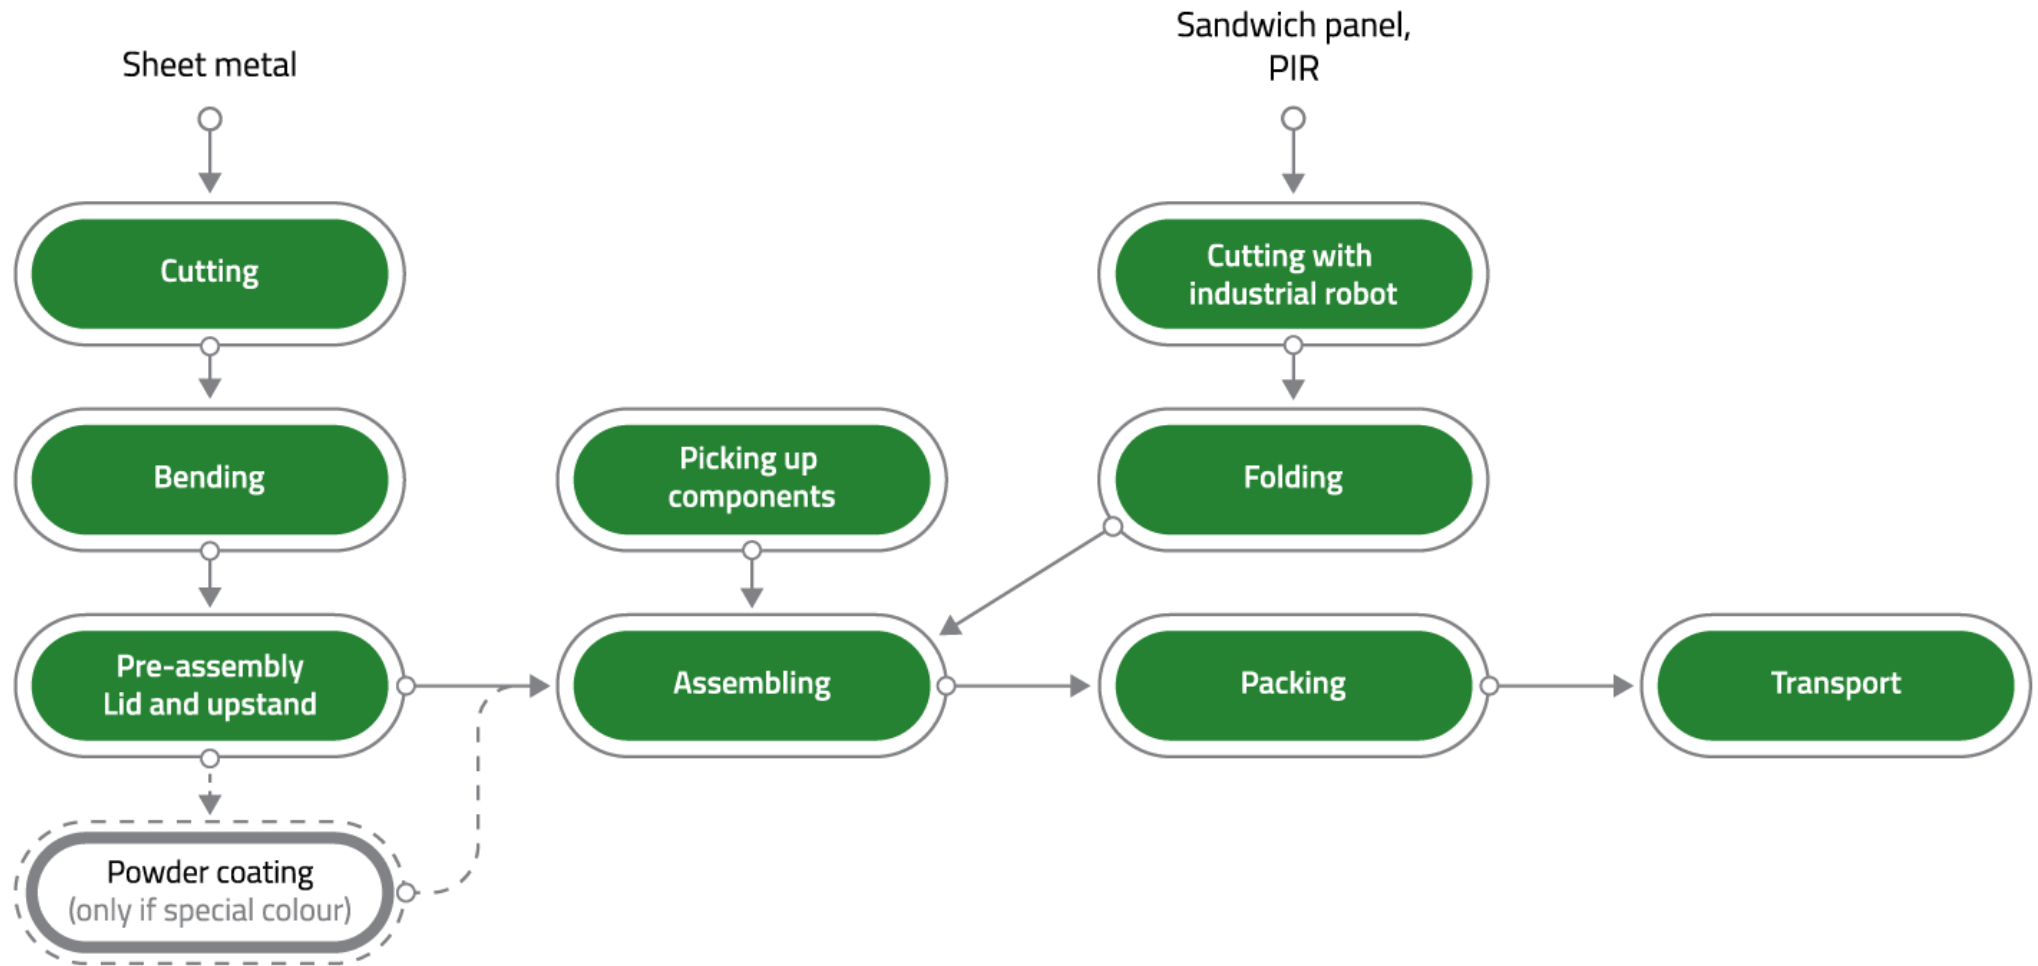 Sheet metal
Sandwich panel,
PIR
Cutting
Cutting with
industrial robot
Bending
Picking up
components
Folding
Pre-assembly
Lid and upstand
Assembling
Packing
Transport
Powder coating
(only if special colour)